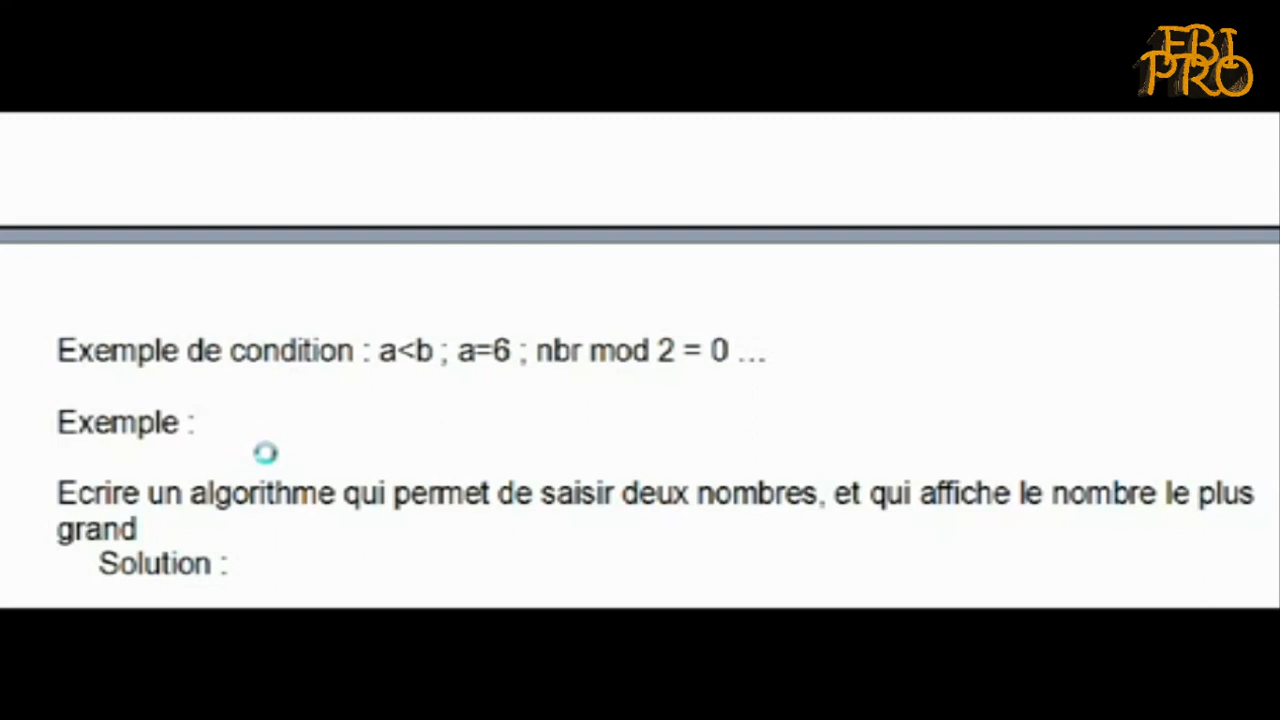 FBI
PRO
Exemple de condition : a<b ; a=6 ; nbr mod 2 = 0 ...
Exemple :
Ecrire un algorithme qui permet de saisir deux nombres, et qui affiche le nombre le plus
grand
Solution :